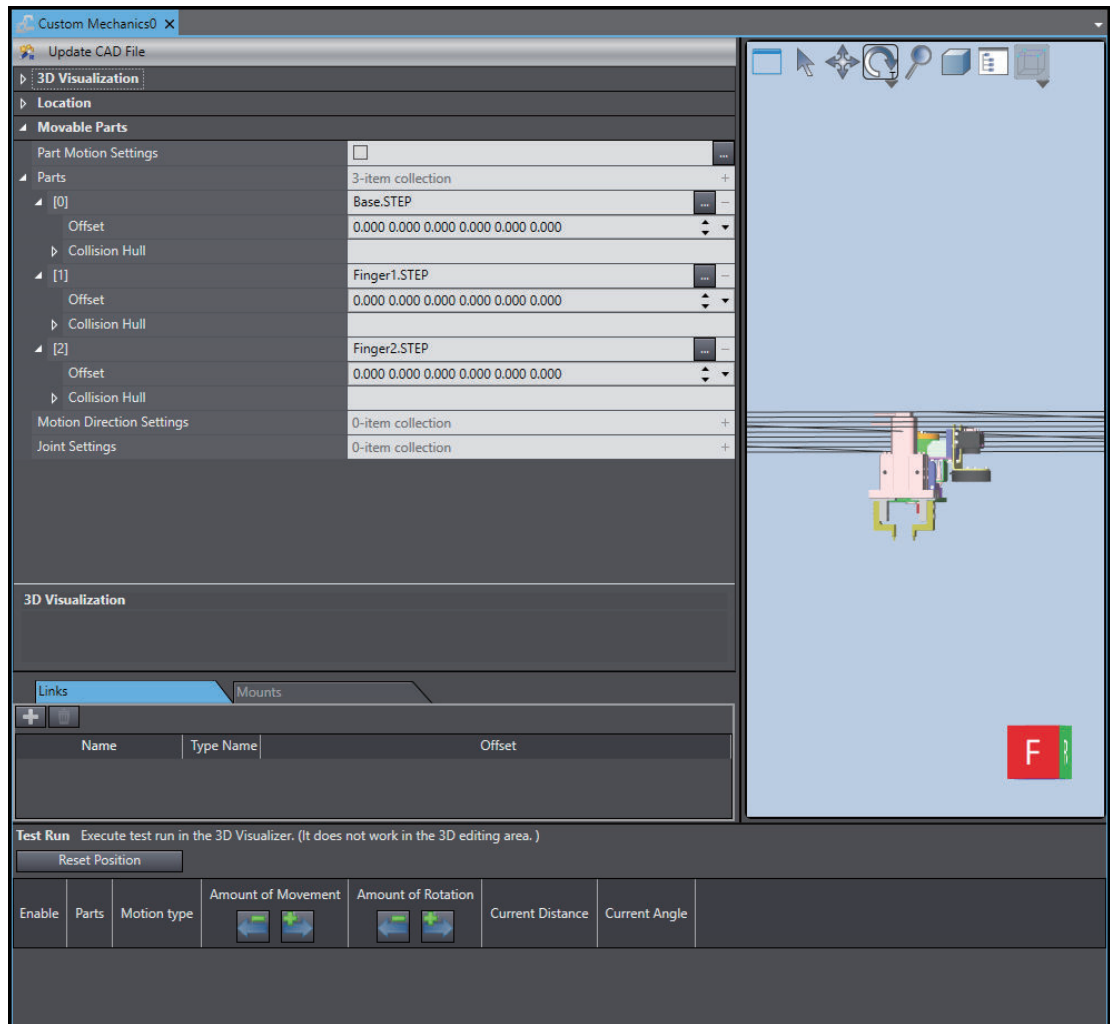 Custom Mechanics0
Update CAD File
3D Visualization
Location
Movable Parts
Part Motion Settings ...
Parts 3-item collection +
[0] Base.STEP ... −
Offset 0.000 0.000 0.000 0.000 0.000 0.000
Collision Hull
[1] Finger1.STEP ... −
Offset 0.000 0.000 0.000 0.000 0.000 0.000
Collision Hull
[2] Finger2.STEP ... −
Offset 0.000 0.000 0.000 0.000 0.000 0.000
Collision Hull
Motion Direction Settings 0-item collection +
Joint Settings 0-item collection +
3D Visualization
Links Mounts
Name Type Name Offset
F R
Test Run Execute test run in the 3D Visualizer. (It does not work in the 3D editing area. )
Reset Position
Enable Parts Motion type Amount of Movement Amount of Rotation Current Distance Current Angle